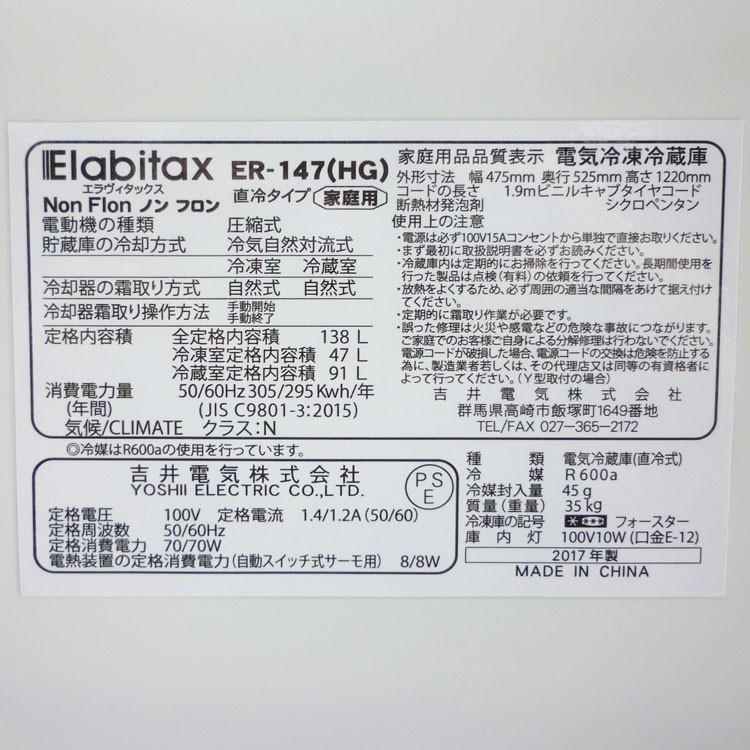 Elabitax ER-147(HG)
エラヴィタックス
Non Flon ノン フロン 直冷タイプ 家庭用
電動機の種類 圧縮式
貯蔵庫の冷却方式 冷気自然対流式
冷凍室 冷蔵室
冷却器の霜取り方式 自然式 自然式
冷却器霜取り操作方法 手動開始
手動終了
定格内容積 全定格内容積 138 L
冷凍室定格内容積 47 L
冷蔵室定格内容積 91 L
消費電力量 50/60Hz 305/295 Kwh/年
(年間) (JIS C9801-3:2015)
気候/CLIMATE クラス:N
家庭用品品質表示 電気冷凍冷蔵庫
外形寸法 幅 475mm 奥行 525mm 高さ 1220mm
コードの長さ 1.9mビニルキャブタイヤコード
断熱材発泡剤 シクロペンタン
使用上の注意
・電源は必ず100V15Aコンセントから単独で直接お取りください。
・まず最初に取扱説明書を必ずお読みください。
・冷蔵庫内は定期的にお掃除を行ってください。長期間使用を
行った製品は点検(有料)の依頼を行ってください。
・放熱をよくするため、必ず周囲の適当な間隔をあけて据え付け
てください。
・定期的に霜取り作業が必要です。
・誤った修理は火災や感電などの危険な事故につながります。
ご家庭でのお客様ご自身による分解修理は行わないでください。
電源コードが破損した場合、電源コードの交換は危険を防止する
為に、製造業者若しくは、その代理店又は同等の有資格者に
よって行ってください。(Y型取付の場合)
吉井電気株式会社
群馬県高崎市飯塚町1649番地
TEL/FAX 027-365-2172
◎冷媒はR600aの使用を行っています。
吉井電気株式会社
YOSHII ELECTRIC CO.,LTD.
PS
E
定格電圧 100V 定格電流 1.4/1.2A (50/60)
定格周波数 50/60Hz
定格消費電力 70/70W
電熱装置の定格消費電力(自動スイッチ式サーモ用) 8/8W
種類 電気冷蔵庫(直冷式)
冷媒 R 600a
冷媒封入量 45 g
質量(重量) 35 kg
冷凍庫の記号 フォースター
庫内灯 100V10W (口金E-12)
2017 年製
MADE IN CHINA